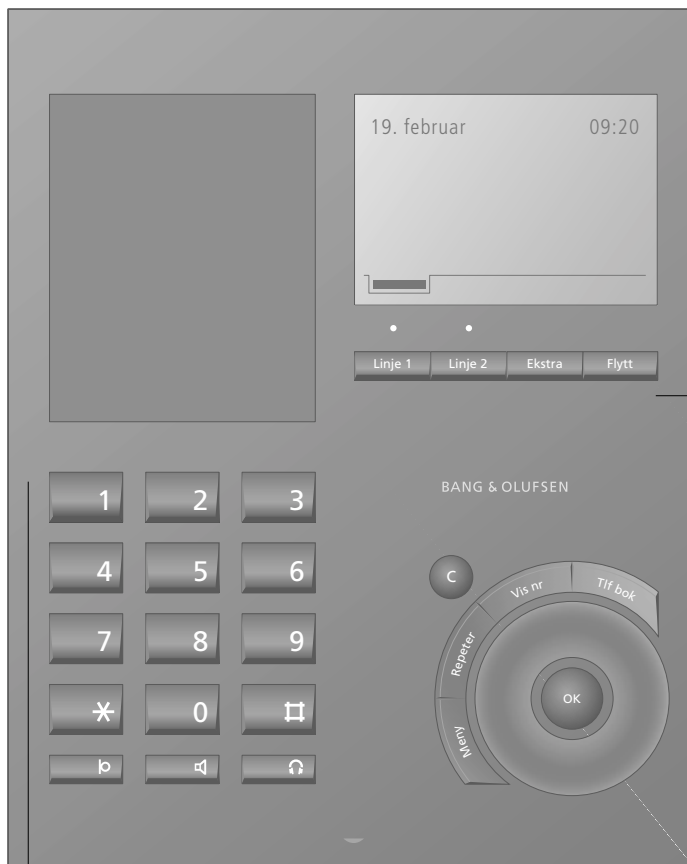 19. februar 09:20
Linje 1 Linje 2 Ekstra Flytt
BANG & OLUFSEN
1 2 3
4 5 6
7 8 9
* 0 #
C
Vis nr
Tlf bok
Repeter
Meny
OK